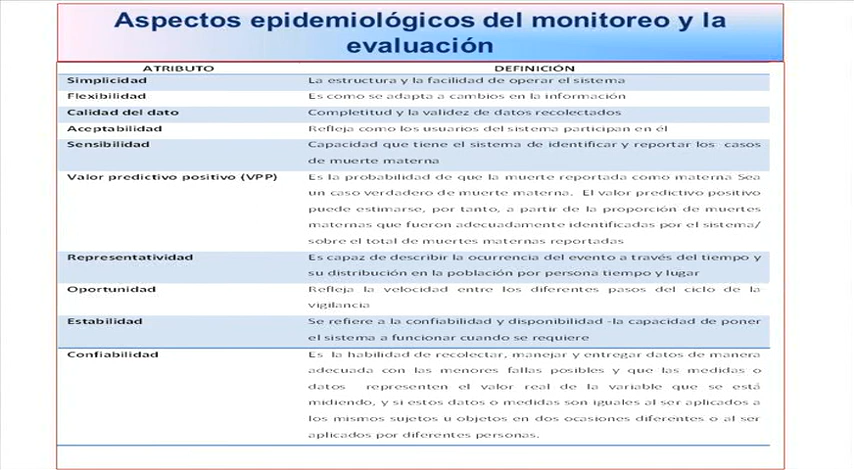 Aspectos epidemiológicos del monitoreo y la
evaluación
ATRIBUTO DEFINICIÓN
Simplicidad La estructura y la facilidad de operar el sistema
Flexibilidad Es como se adapta a cambios en la información
Calidad del dato Completitud y la validez de datos recolectados
Aceptabilidad Refleja como los usuarios del sistema participan en él
Sensibilidad Capacidad que tiene el sistema de identificar y reportar los casos
de muerte materna
Valor predictivo positivo (VPP) Es la probabilidad de que la muerte reportada como materna Sea
un caso verdadero de muerte materna. El valor predictivo positivo
puede estimarse, por tanto, a partir de la proporción de muertes
maternas que fueron adecuadamente identificadas por el sistema/
sobre el total de muertes maternas reportadas
Representatividad Es capaz de describir la ocurrencia del evento a través del tiempo y
su distribución en la población por persona tiempo y lugar
Oportunidad Refleja la velocidad entre los diferentes pasos del ciclo de la
vigilancia
Estabilidad Se refiere a la confiabilidad y disponibilidad -la capacidad de poner
el sistema a funcionar cuando se requiere
Confiabilidad Es la habilidad de recolectar, manejar y entregar datos de manera
adecuada con las menores fallas posibles y que las medidas o
datos representen el valor real de la variable que se está
midiendo, y si estos datos o medidas son iguales al ser aplicados a
los mismos sujetos u objetos en dos ocasiones diferentes o al ser
aplicados por diferentes personas.